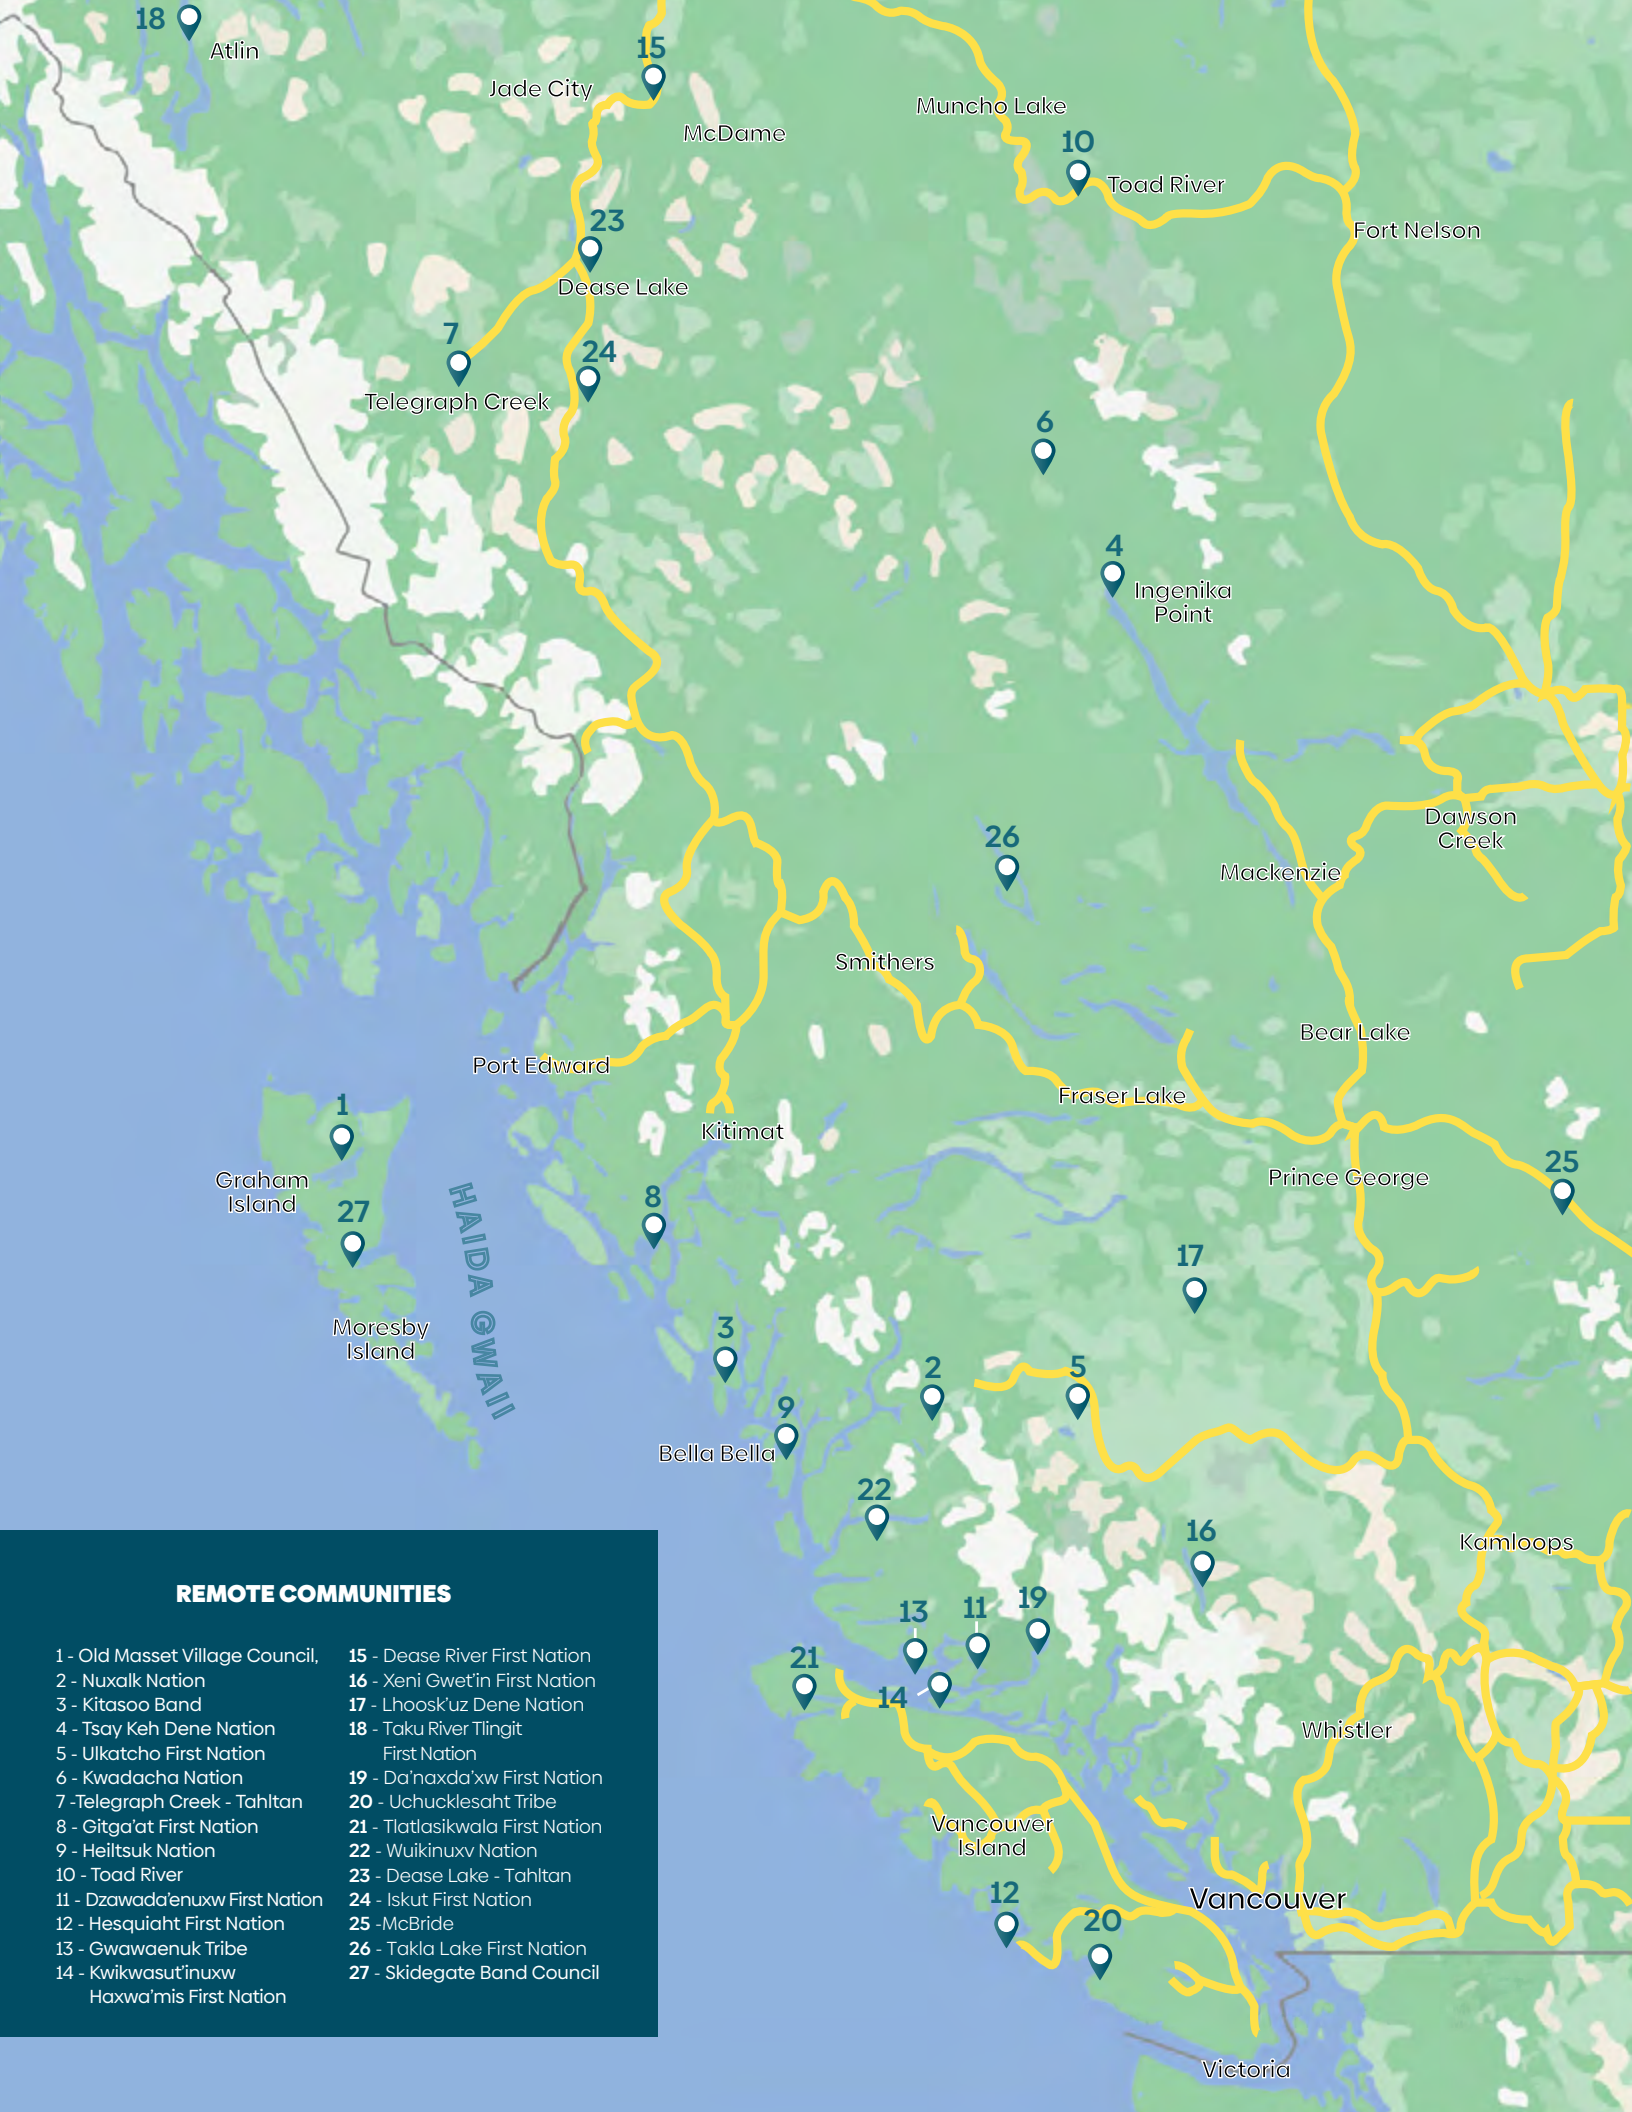 18
Atlin
15
Jade City
McDame
Muncho Lake
10
Toad River
23
Fort Nelson
Dease Lake
7
24
Telegraph Creek
6
4
Ingenika
Point
26
Dawson
Creek
Mackenzie
Smithers
Bear Lake
Port Edward
Fraser Lake
1
Kitimat
Graham
Island
Prince George
25
27
8
HAIDA GWAII
17
Moresby
Island
3
2
5
9
Bella Bella
22
16
Kamloops
13
11
19
21
14
Whistler
Vancouver
Island
12
20
Vancouver
Victoria
REMOTE COMMUNITIES
1 - Old Masset Village Council,
2 - Nuxalk Nation
3 - Kitasoo Band
4 - Tsay Keh Dene Nation
5 - Ulkatcho First Nation
6 - Kwadacha Nation
7 -Telegraph Creek - Tahltan
8 - Gitga'at First Nation
9 - Heiltsuk Nation
10 - Toad River
11 - Dzawada'enuxw First Nation
12 - Hesquiaht First Nation
13 - Gwawaenuk Tribe
14 - Kwikwasut'inuxw
Haxwa'mis First Nation
15 - Dease River First Nation
16 - Xeni Gwet'in First Nation
17 - Lhoosk'uz Dene Nation
18 - Taku River Tlingit
First Nation
19 - Da'naxda'xw First Nation
20 - Uchucklesaht Tribe
21 - Tlatlasikwala First Nation
22 - Wuikinuxv Nation
23 - Dease Lake - Tahltan
24 - Iskut First Nation
25 -McBride
26 - Takla Lake First Nation
27 - Skidegate Band Council